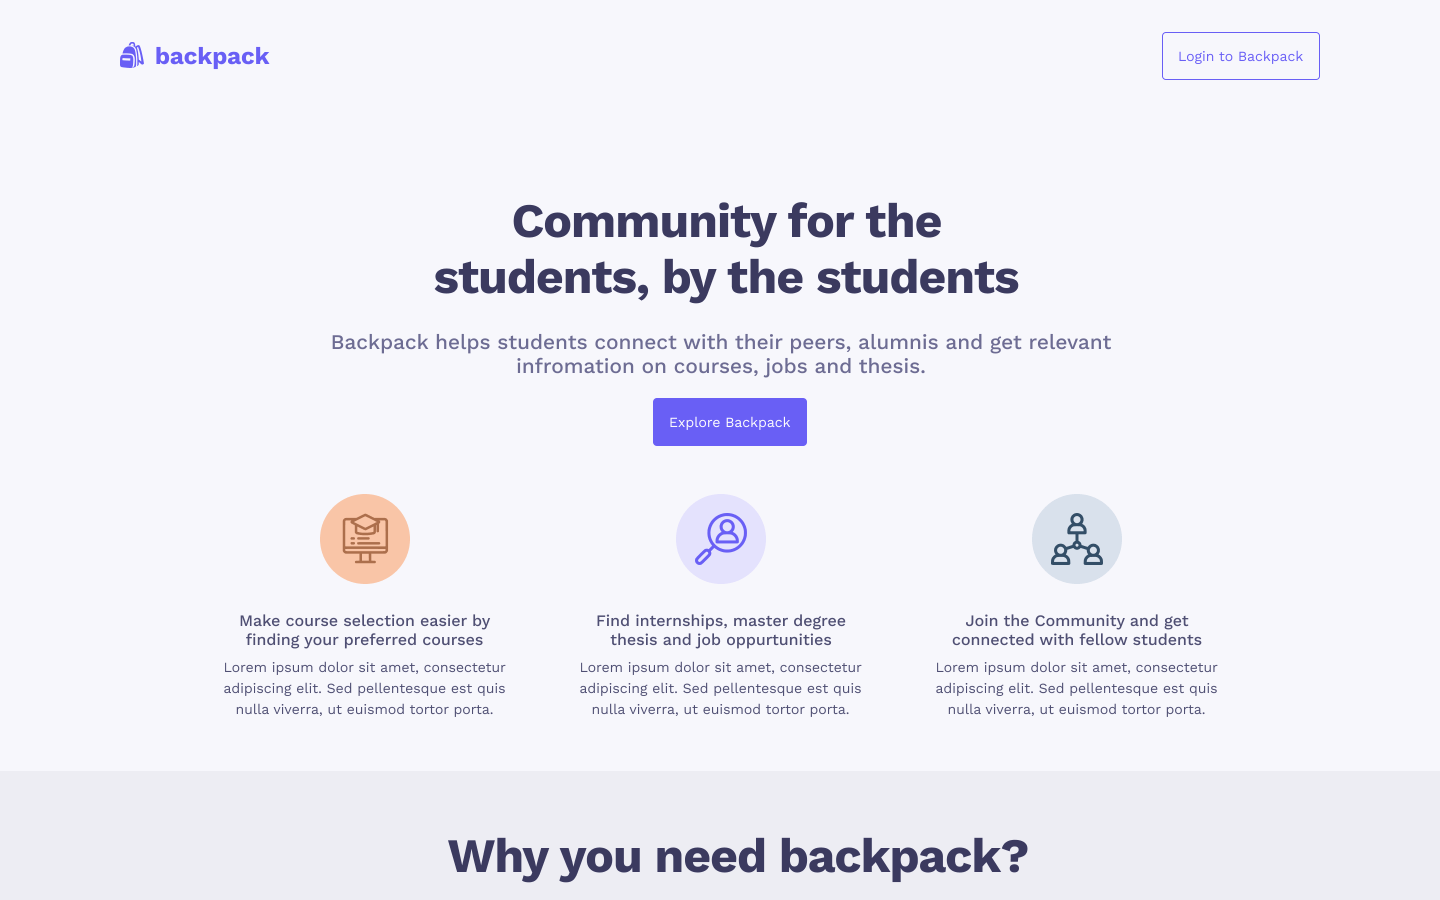 backpack
Login to Backpack
Community for the
students, by the students
Backpack helps students connect with their peers, alumnis and get relevant
infromation on courses, jobs and thesis.
Explore Backpack
Make course selection easier by
finding your preferred courses
Lorem ipsum dolor sit amet, consectetur
adipiscing elit. Sed pellentesque est quis
nulla viverra, ut euismod tortor porta.
Find internships, master degree
thesis and job oppurtunities
Lorem ipsum dolor sit amet, consectetur
adipiscing elit. Sed pellentesque est quis
nulla viverra, ut euismod tortor porta.
Join the Community and get
connected with fellow students
Lorem ipsum dolor sit amet, consectetur
adipiscing elit. Sed pellentesque est quis
nulla viverra, ut euismod tortor porta.
Why you need backpack?